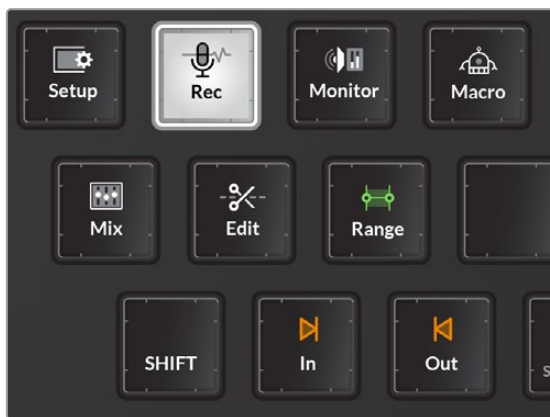 Setup
Rec
Monitor
Macro
Mix
Edit
Range
SHIFT
In
Out